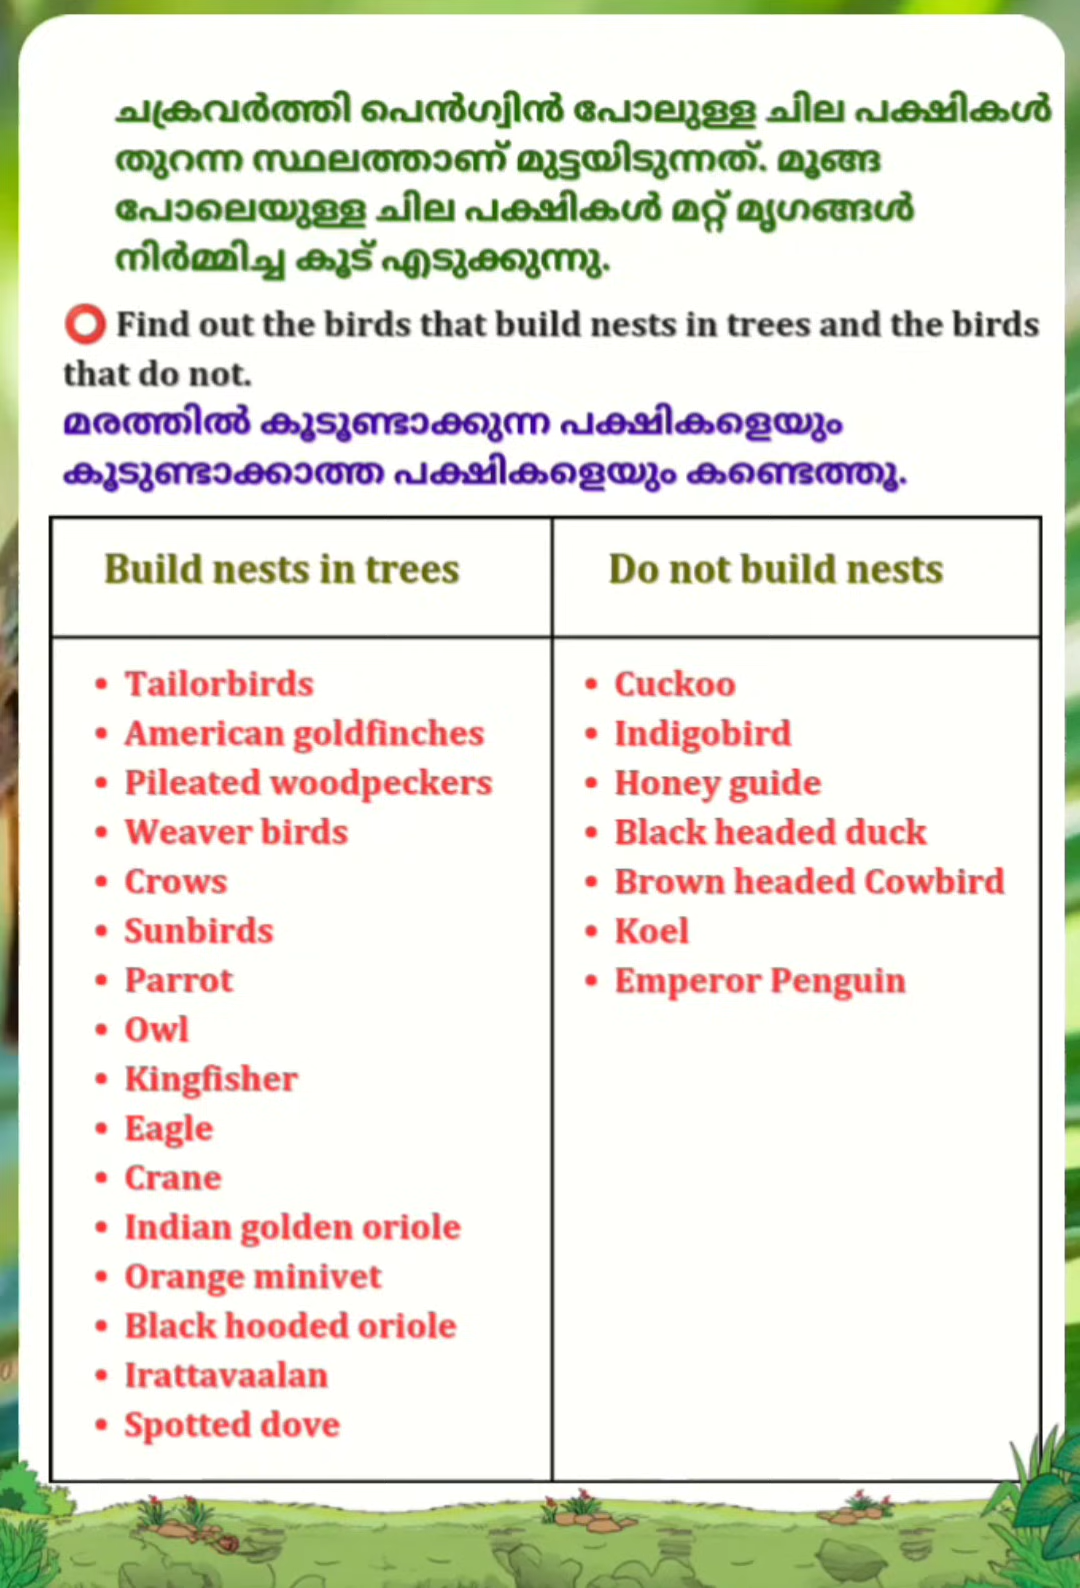 ചക്രവർത്തി പെൻഗ്വിൻ പോലുള്ള ചില പക്ഷികൾ
തുറന്ന സ്ഥലത്താണ് മുട്ടയിടുന്നത്. മൂങ്ങ
പോലെയുള്ള ചില പക്ഷികൾ മറ്റ് മൃഗങ്ങൾ
നിർമ്മിച്ച കൂട് എടുക്കുന്നു.
⭕ Find out the birds that build nests in trees and the birds
that do not.
മരത്തിൽ കൂടൂണ്ടാക്കുന്ന പക്ഷികളെയും
കൂടുണ്ടാക്കാത്ത പക്ഷികളെയും കണ്ടെത്തൂ.
Build nests in trees
• Tailorbirds
• American goldfinches
• Pileated woodpeckers
• Weaver birds
• Crows
• Sunbirds
• Parrot
• Owl
• Kingfisher
• Eagle
• Crane
• Indian golden oriole
• Orange minivet
• Black hooded oriole
• Irattavaalan
• Spotted dove
Do not build nests
• Cuckoo
• Indigobird
• Honey guide
• Black headed duck
• Brown headed Cowbird
• Koel
• Emperor Penguin